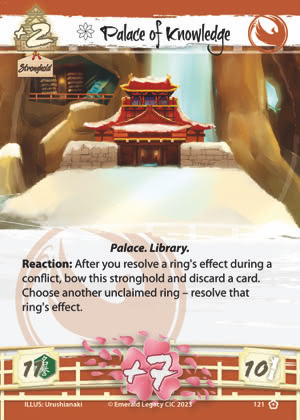 +2
Palace of Knowledge
Stronghold
Palace. Library.
Reaction: After you resolve a ring's effect during a
conflict, bow this stronghold and discard a card.
Choose another unclaimed ring – resolve that
ring's effect.
11
+7
10
ILLUS: Urushianaki
© Emerald Legacy CIC 2023
121